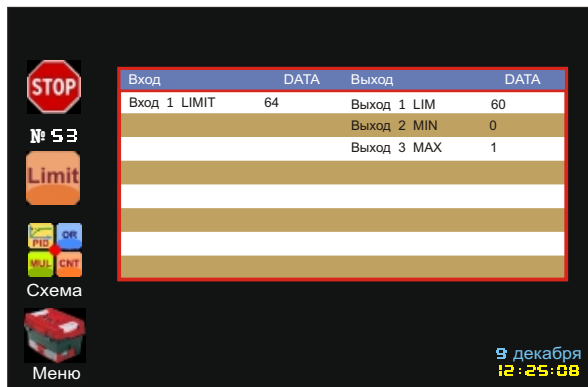 STOP
№ 53
Limit
PID OR
MUL CNT
Схема
Меню
Вход DATA Выход DATA
Вход 1 LIMIT 64 Выход 1 LIM 60
Выход 2 MIN 0
Выход 3 MAX 1
9 декабря
12:25:08